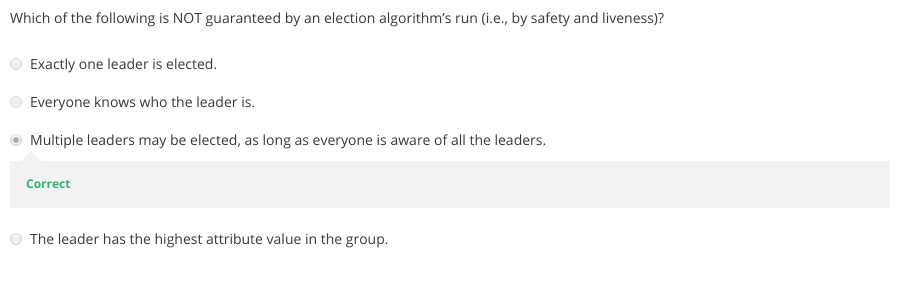 Which of the following is NOT guaranteed by an election algorithm’s run (i.e., by safety and liveness)?
Exactly one leader is elected.
Everyone knows who the leader is.
Multiple leaders may be elected, as long as everyone is aware of all the leaders.
Correct
The leader has the highest attribute value in the group.